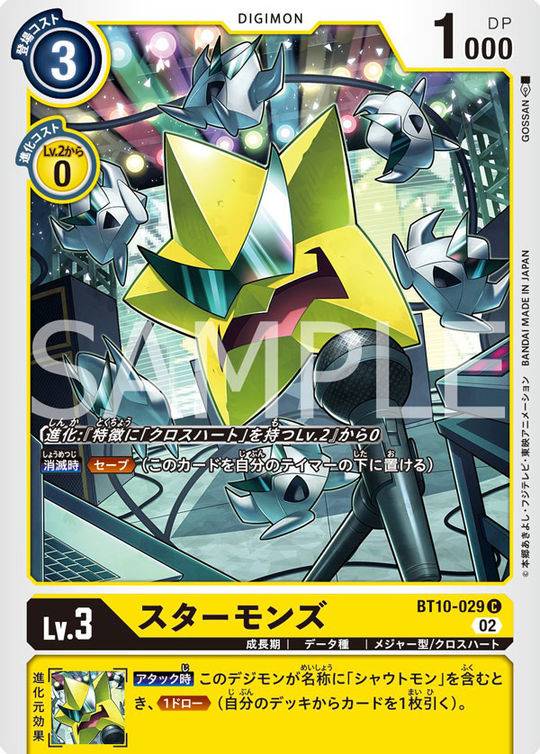 登場コスト
3
DIGIMON
DP
1000
進化コスト
Lv.2から
0
GOSSAN
SAMPLE
進化:『特徴に「クロスハート」を持つLv.2』から0
消滅時 セーブ (このカードを自分のテイマーの下に置ける)
© 本郷あきよし・フジテレビ・東映アニメーション BANDAI MADE IN JAPAN
Lv.3
スターモンズ
BT10-029 C
02
成長期 | データ種 | メジャー型/クロスハート
進化元効果
アタック時 このデジモンが名称に「シャウトモン」を含むと
き、1ドロー (自分のデッキからカードを1枚引く)。